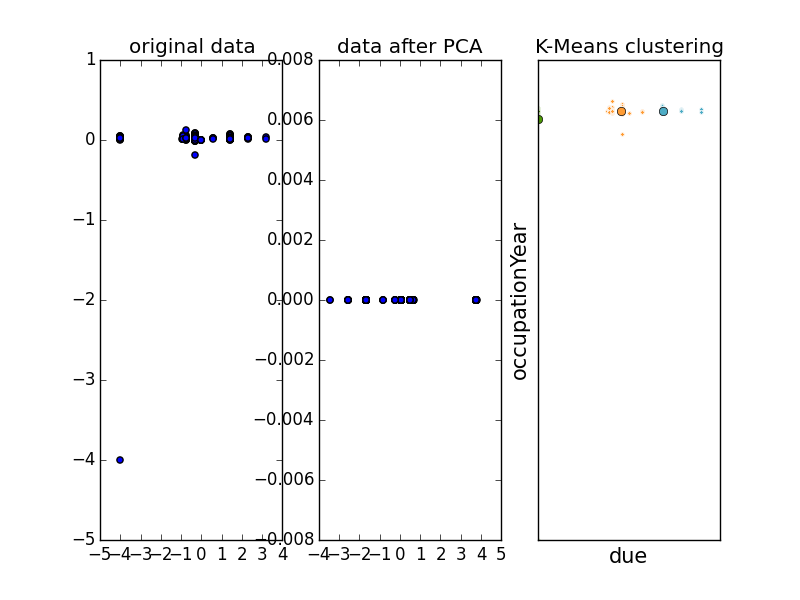 original data
data after PCA
K-Means clustering
1
0
−1
−2
−3
−4
−5
−5 −4 −3 −2 −1 0 1 2 3 4
0.008
0.006
0.004
0.002
0.000
−0.002
−0.004
−0.006
−0.008
−4 −3 −2 −1 0 1 2 3 4 5
occupationYear
due